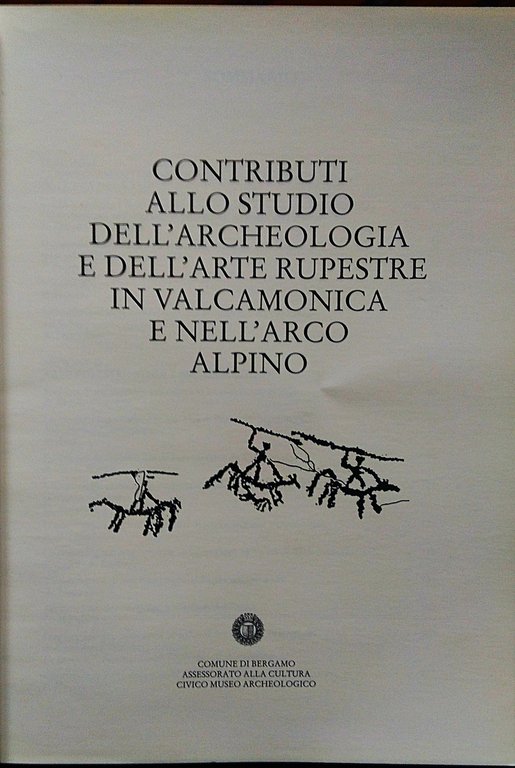 CONTRIBUTI
ALLO STUDIO
DELL'ARCHEOLOGIA
E DELL'ARTE RUPESTRE
IN VALCAMONICA
E NELL'ARCO
ALPINO
COMUNE DI BERGAMO
ASSESSORATO ALLA CULTURA
CIVICO MUSEO ARCHEOLOGICO